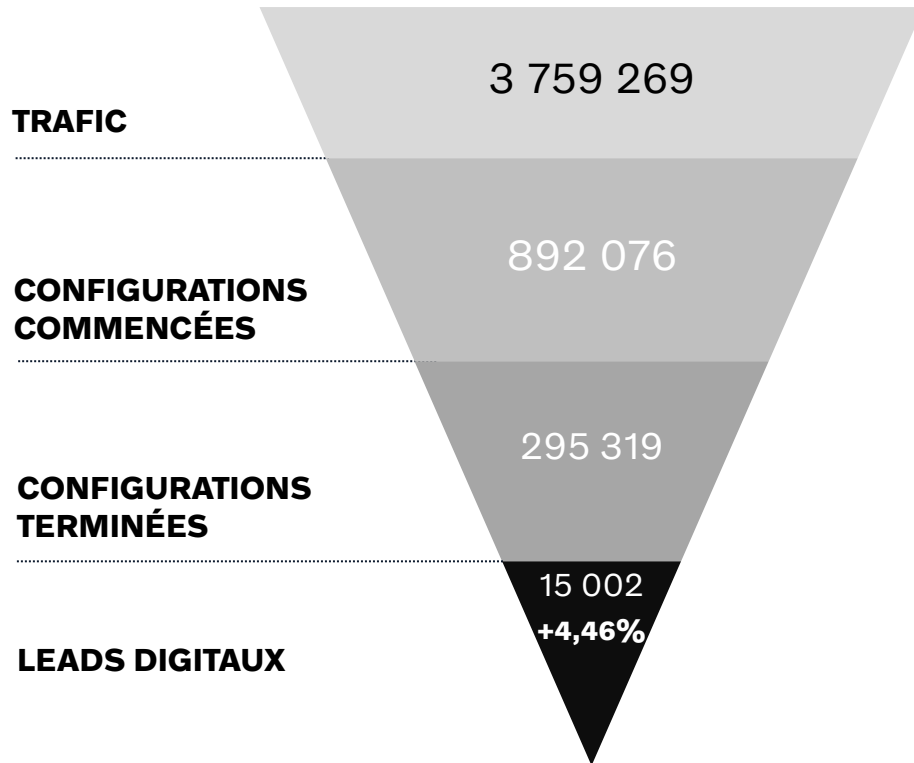 3 759 269
TRAFIC
892 076
CONFIGURATIONS
COMMENCÉES
295 319
CONFIGURATIONS
TERMINÉES
15 002
+4,46%
LEADS DIGITAUX